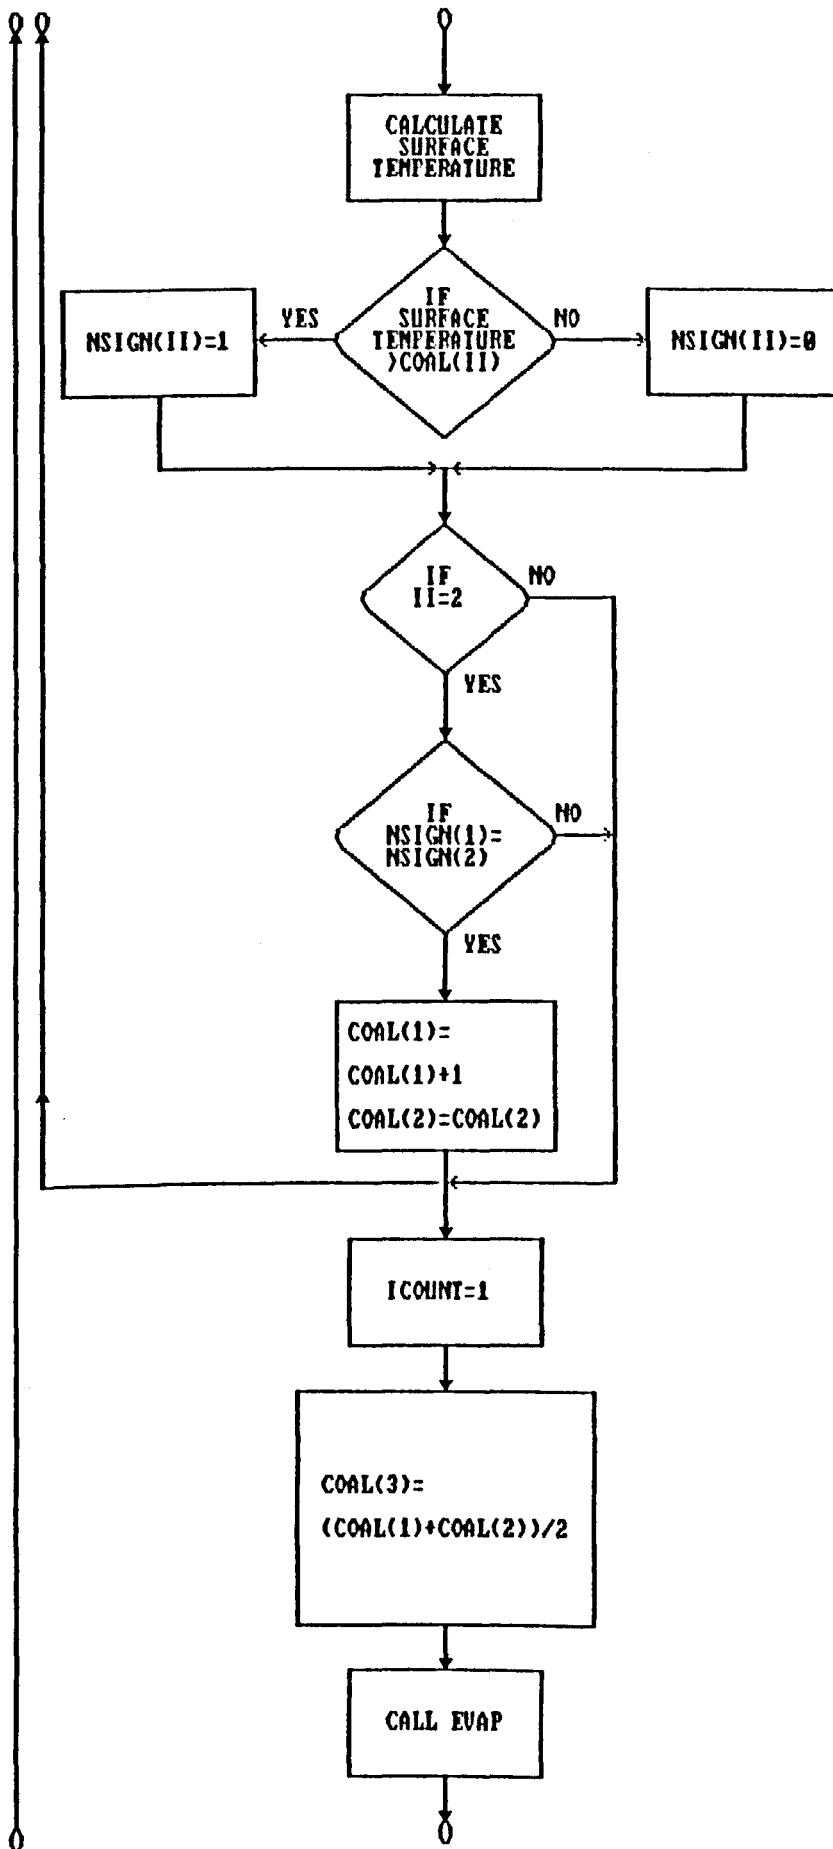 CALCULATE
SURFACE
TEMPERATURE
IF
SURFACE
TEMPERATURE
>COAL(II)
YES
NO
NSIGN(II)=1
NSIGN(II)=0
IF
II=2
NO
YES
IF
NSIGN(1)=
NSIGN(2)
NO
YES
COAL(1)=
COAL(1)+1
COAL(2)=COAL(2)
ICOUNT=1
COAL(3)=
(COAL(1)+COAL(2))/2
CALL EVAP